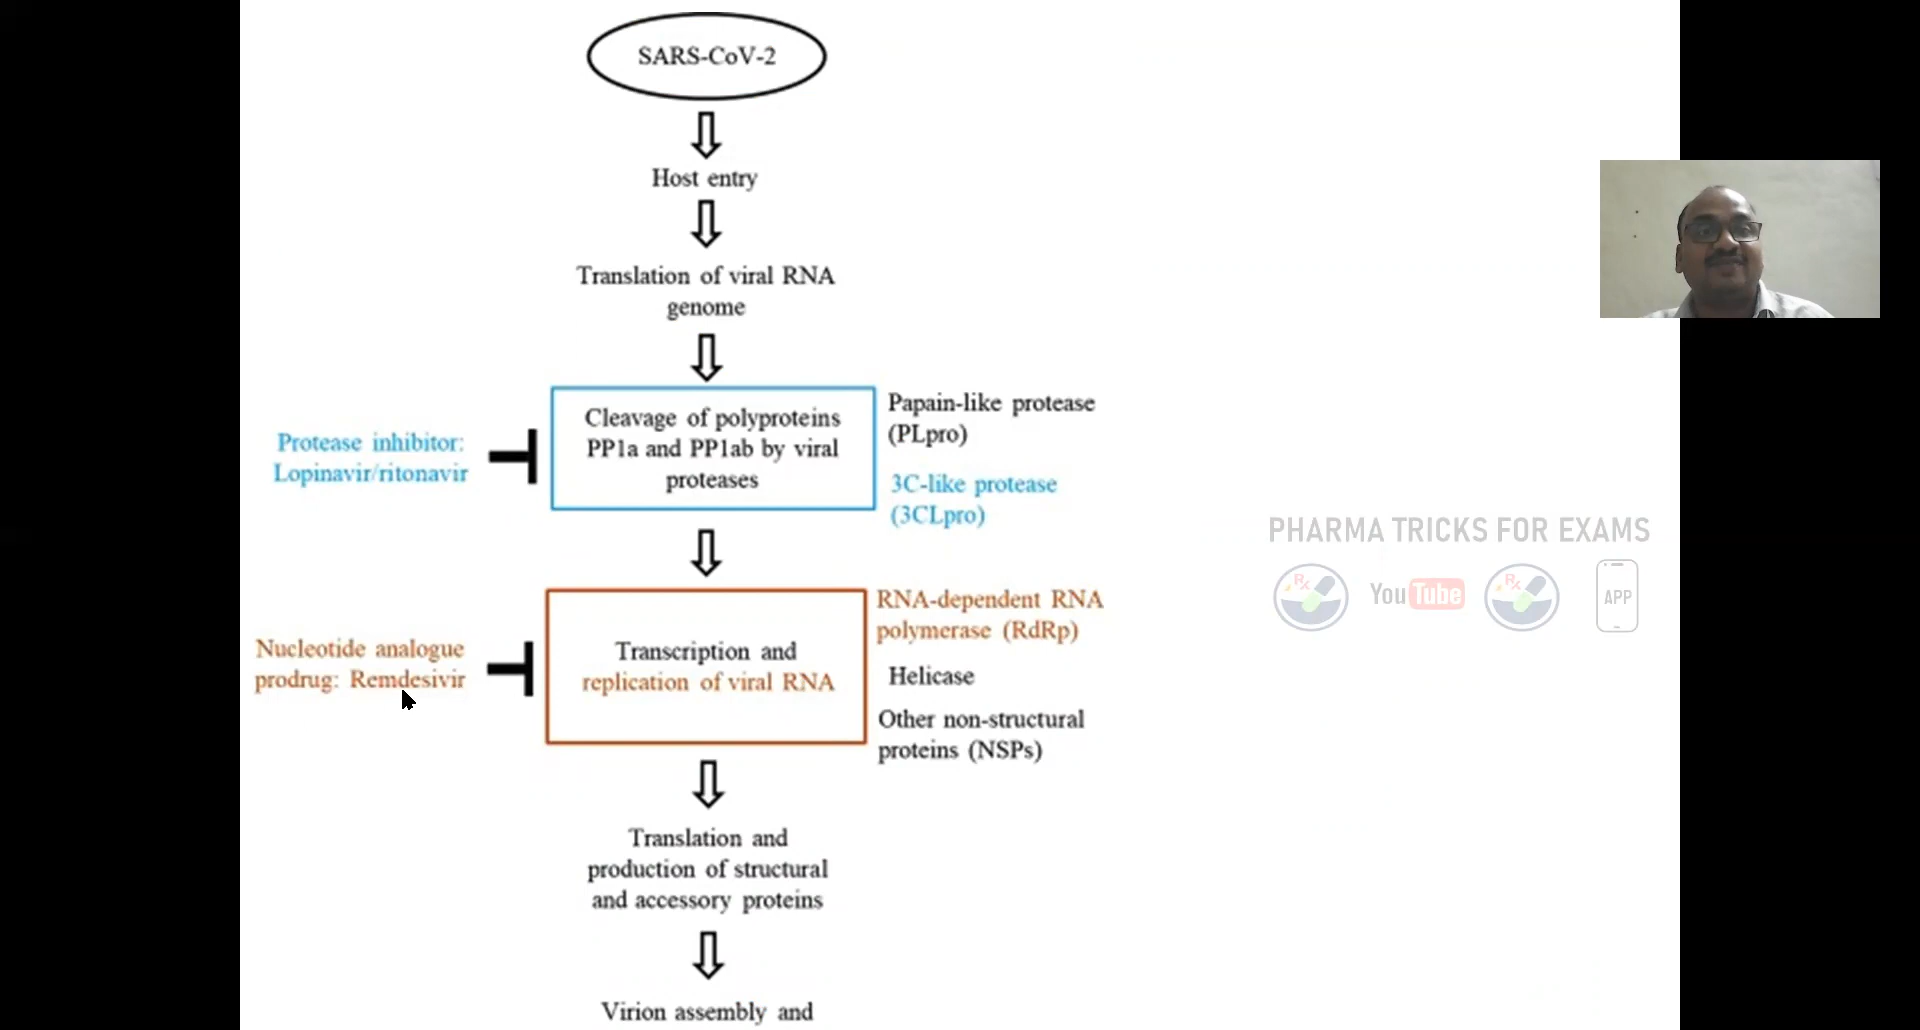 SARS-CoV-2
Host entry
Translation of viral RNA
genome
Protease inhibitor:
Lopinavir/ritonavir
Cleavage of polyproteins
PP1a and PP1ab by viral
proteases
Papain-like protease
(PLpro)
3C-like protease
(3CLpro)
Nucleotide analogue
prodrug: Remdesivir
Transcription and
replication of viral RNA
RNA-dependent RNA
polymerase (RdRp)
Helicase
Other non-structural
proteins (NSPs)
Translation and
production of structural
and accessory proteins
Virion assembly and
PHARMA TRICKS FOR EXAMS
Rx
YouTube
Rx
APP